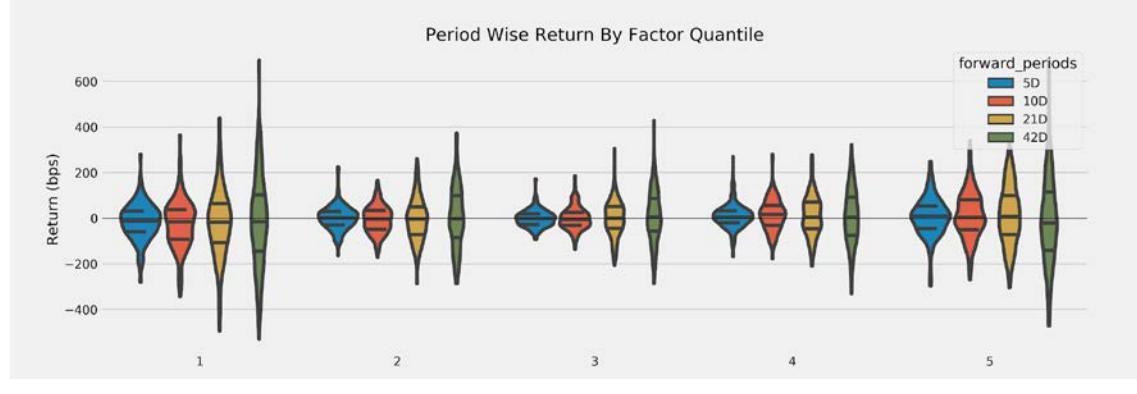 Period Wise Return By Factor Quantile
forward_periods
5D
10D
21D
42D
Return (bps)
600
400
200
0
−200
−400
1 2 3 4 5